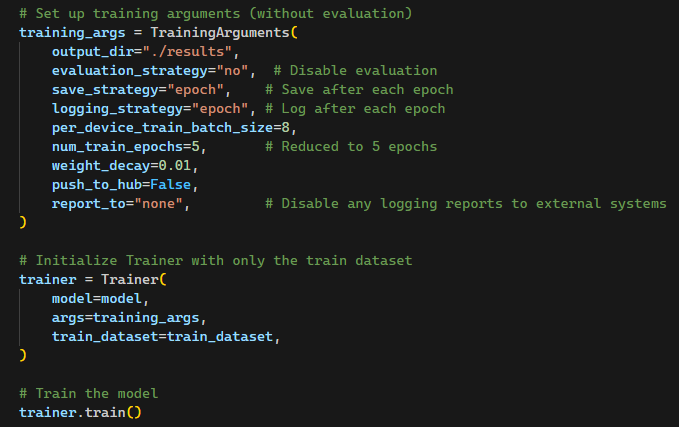 # Set up training arguments (without evaluation)
training_args = TrainingArguments(
    output_dir="./results",
    evaluation_strategy="no",  # Disable evaluation
    save_strategy="epoch",    # Save after each epoch
    logging_strategy="epoch", # Log after each epoch
    per_device_train_batch_size=8,
    num_train_epochs=5,       # Reduced to 5 epochs
    weight_decay=0.01,
    push_to_hub=False,
    report_to="none",         # Disable any logging reports to external systems
)

# Initialize Trainer with only the train dataset
trainer = Trainer(
    model=model,
    args=training_args,
    train_dataset=train_dataset,
)

# Train the model
trainer.train()